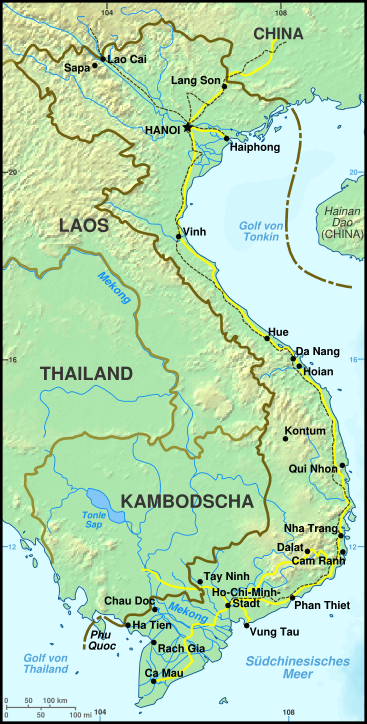 104
108
CHINA
Lao Cai
Sapa
Lang Son
HANOI
Haiphong
20
Hainan
Dao
(CHINA)
LAOS
Golf von
Tonkin
Vinh
Mekong
Hue
Da Nang
16
16
Hoian
THAILAND
Kontum
Qui Nhon
KAMBODSCHA
Tonle
Sap
Nha Trang
12
12
Dalat
Cam Ranh
Tay Ninh
Ho-Chi-Minh-
Stadt
Chau Doc
Mekong
Phan Thiet
Ha Tien
Vung Tau
Phu
Quoc
Rach Gia
Golf von
Thailand
Südchinesisches
Meer
Ca Mau
0 50 100 km
0 100 mi
104
108